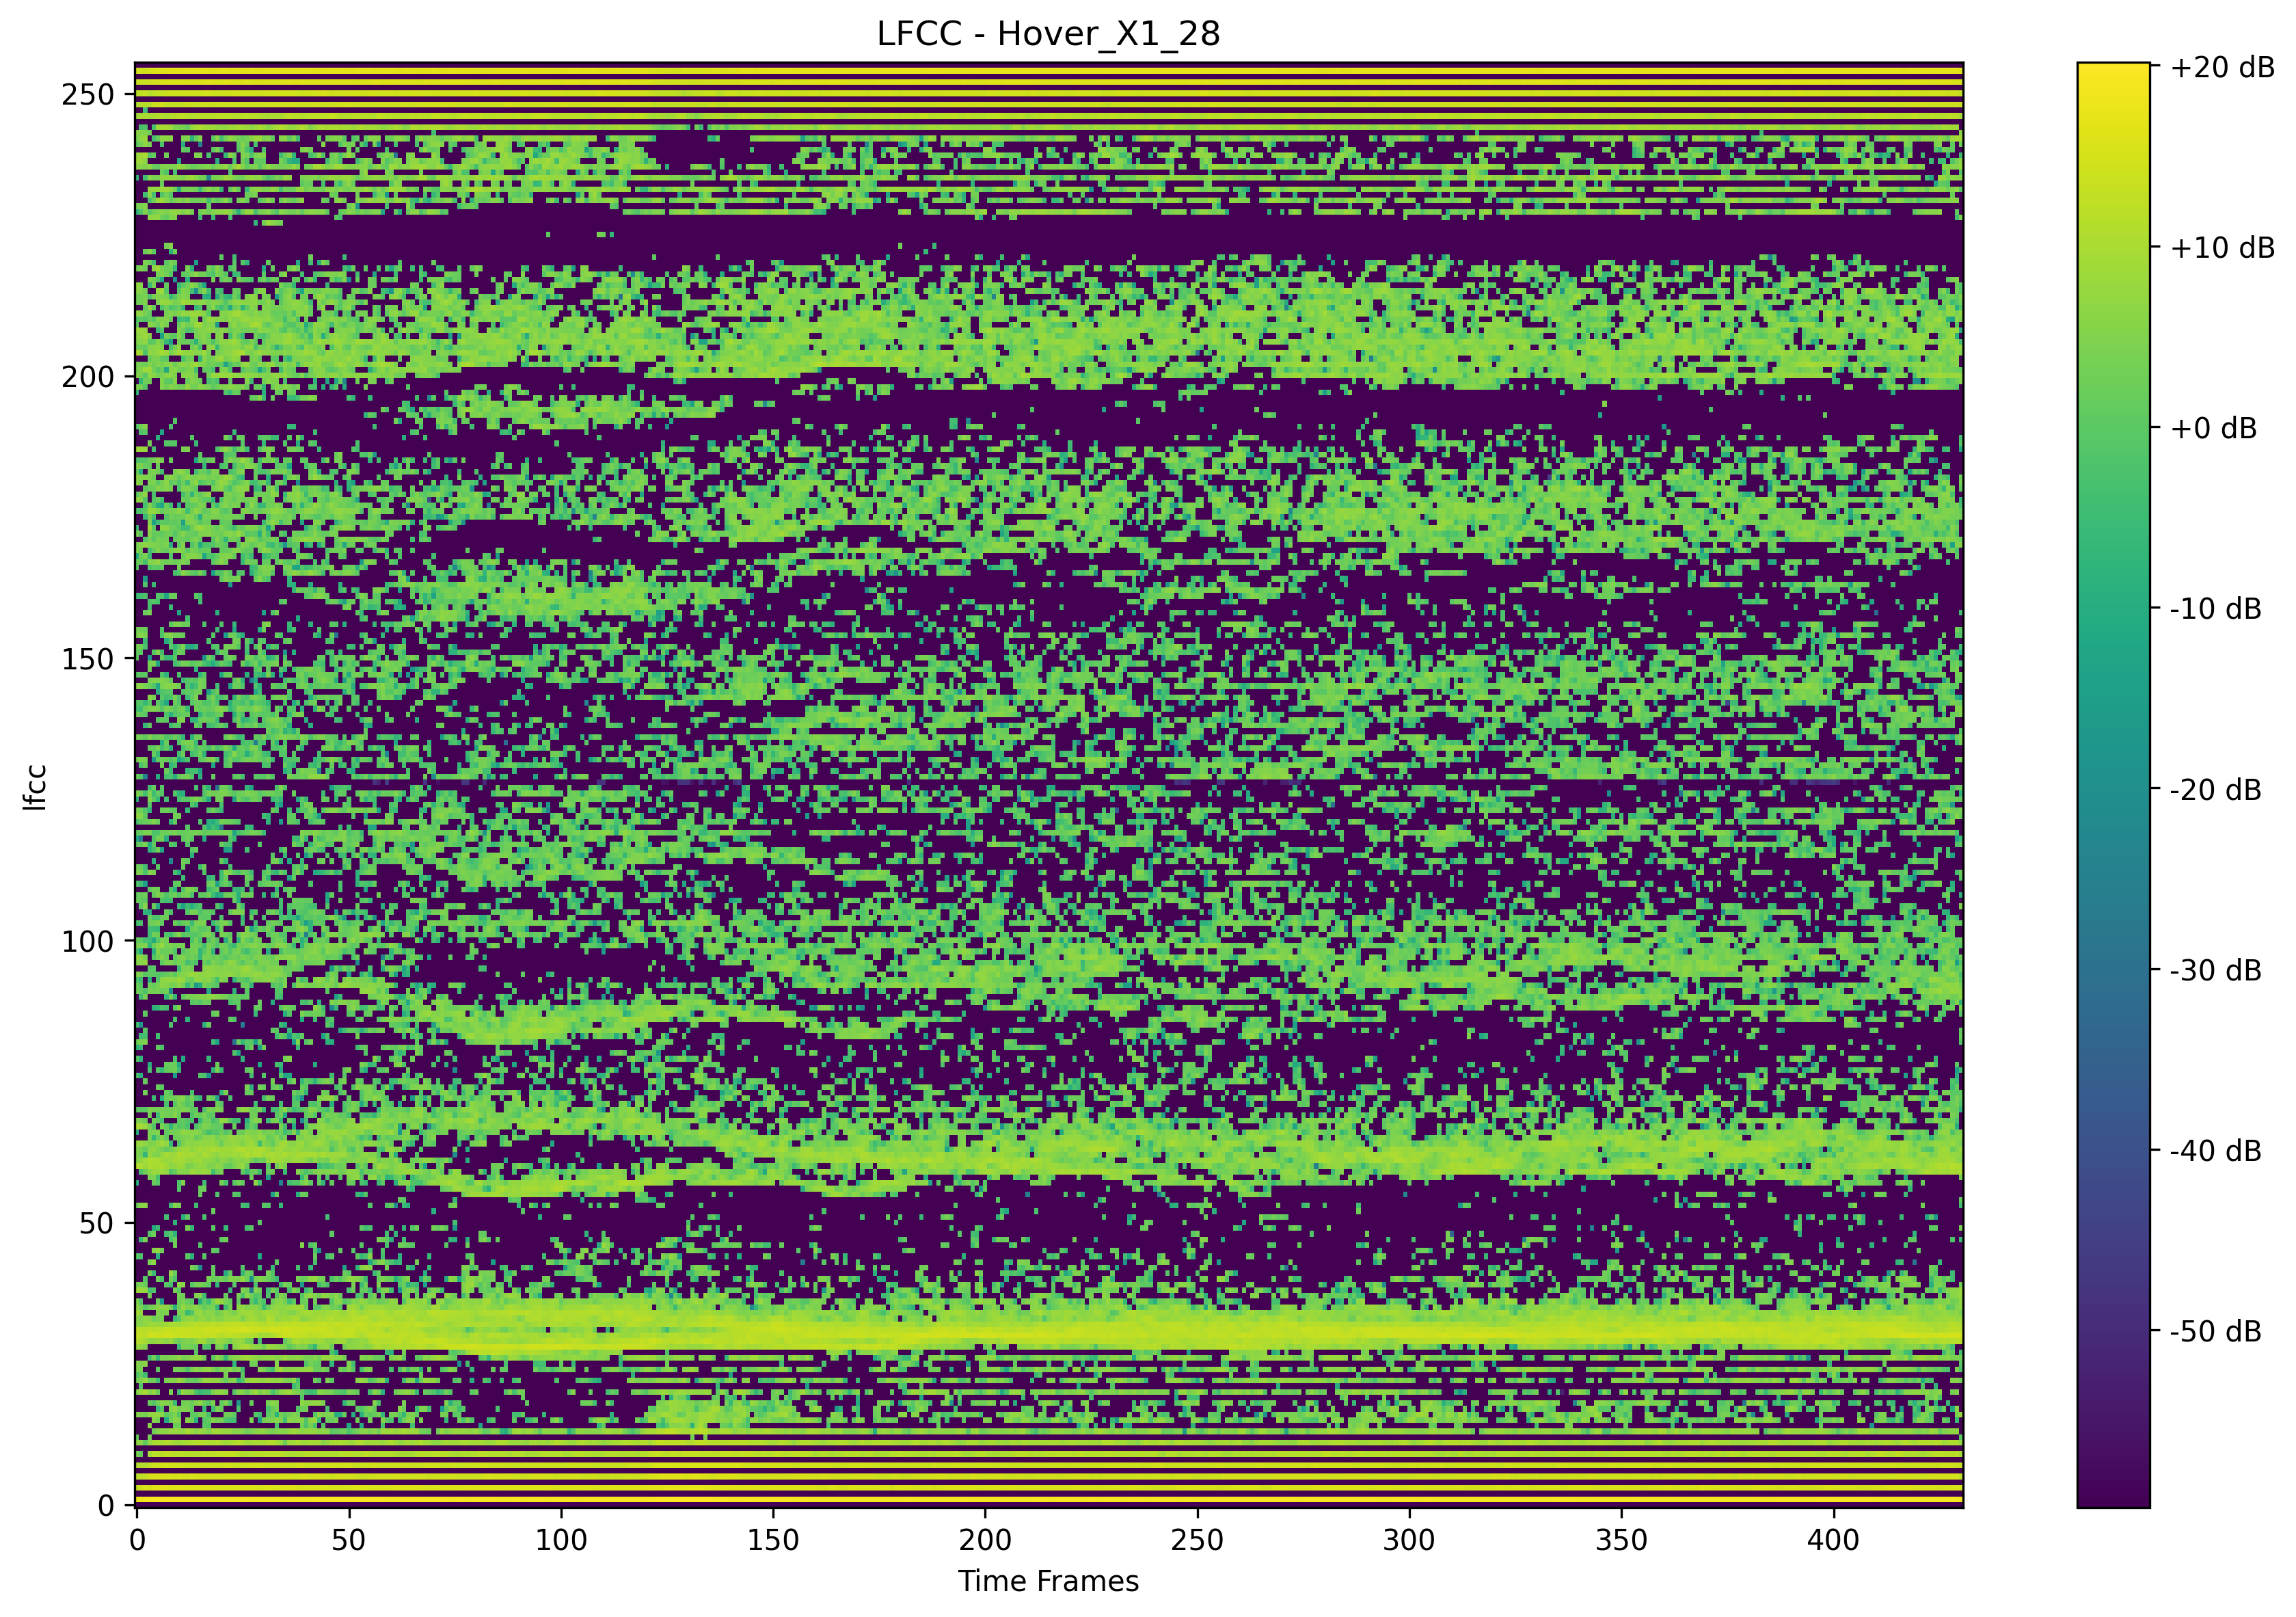 LFCC - Hover_X1_28
250
200
150
100
50
0
lfcc
0 50 100 150 200 250 300 350 400
Time Frames
+20 dB
+10 dB
+0 dB
-10 dB
-20 dB
-30 dB
-40 dB
-50 dB